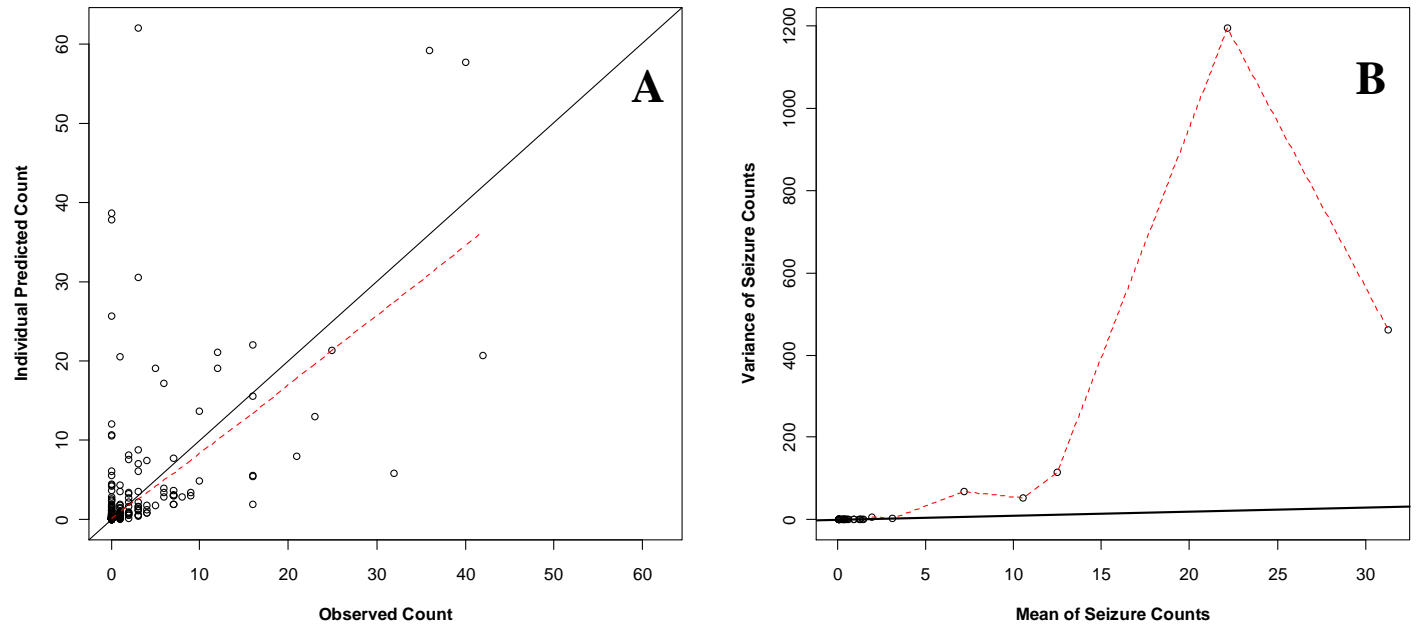 A
Individual Predicted Count
60
50
40
30
20
10
0
0 10 20 30 40 50 60
Observed Count
B
Variance of Seizure Counts
1200
1000
800
600
400
200
0
0 5 10 15 20 25 30
Mean of Seizure Counts